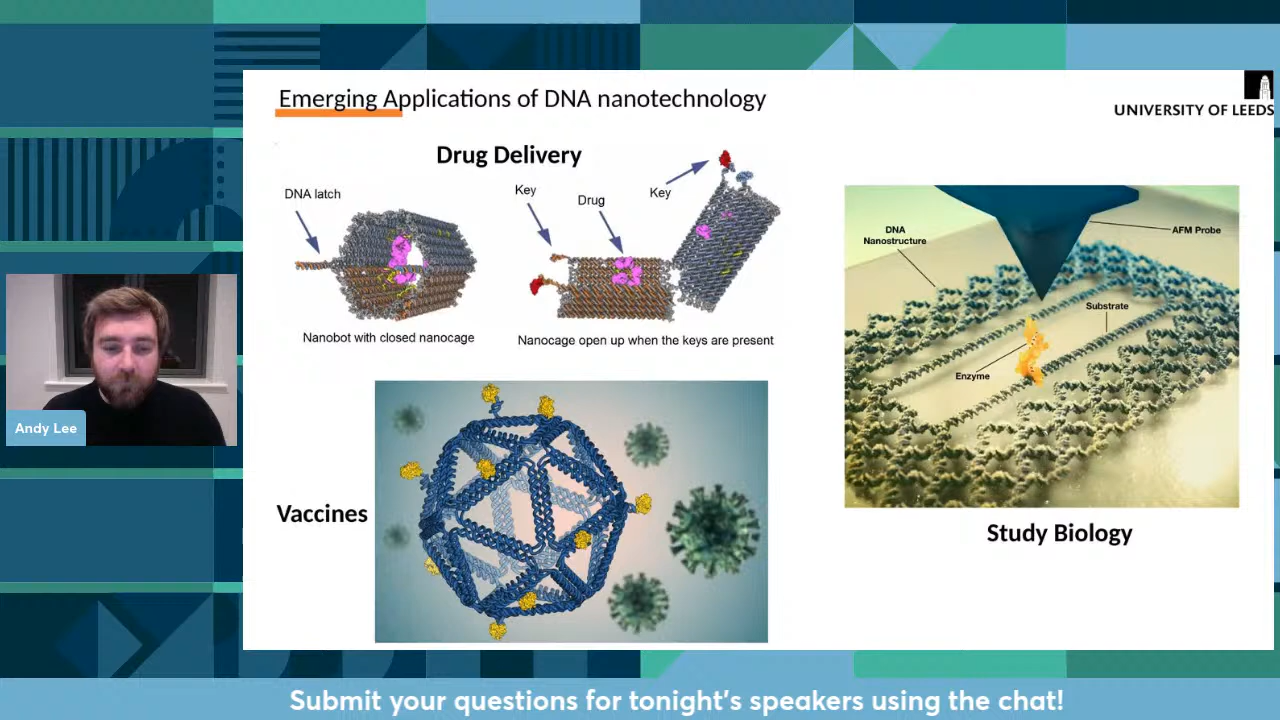 Emerging Applications of DNA nanotechnology
UNIVERSITY OF LEEDS
Drug Delivery
DNA latch
Key
Drug
Key
Nanobot with closed nanocage
Nanocage open up when the keys are present
DNA
Nanostructure
AFM Probe
Substrate
Enzyme
Study Biology
Vaccines
Andy Lee
Submit your questions for tonight's speakers using the chat!